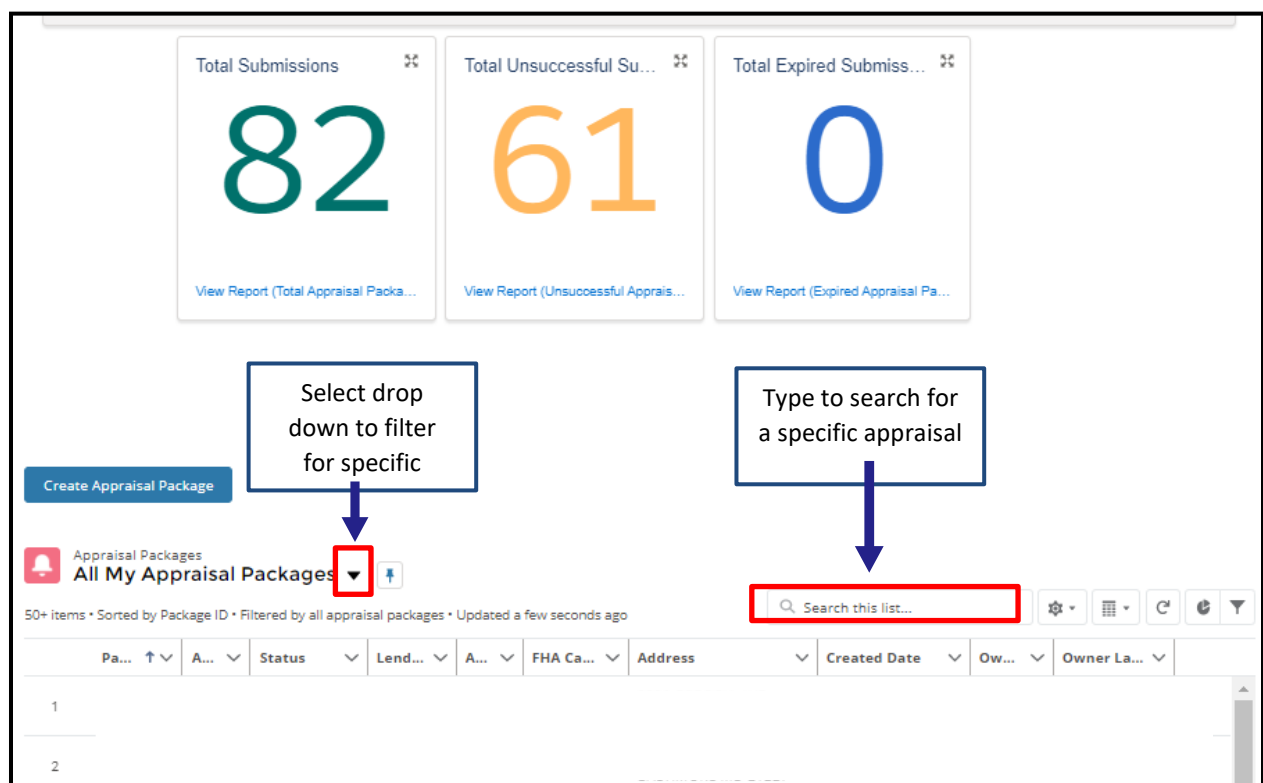 Total Submissions
Total Unsuccessful Su...
Total Expired Submiss...
82
61
0
View Report (Total Appraisal Packa...
View Report (Unsuccessful Apprais...
View Report (Expired Appraisal Pa...
Select drop
down to filter
for specific
Type to search for
a specific appraisal
Create Appraisal Package
Appraisal Packages
All My Appraisal Packages
50+ items • Sorted by Package ID • Filtered by all appraisal packages • Updated a few seconds ago
Search this list...
Pa... A... Status Lend... A... FHA Ca... Address Created Date Ow... Owner La...
1
2